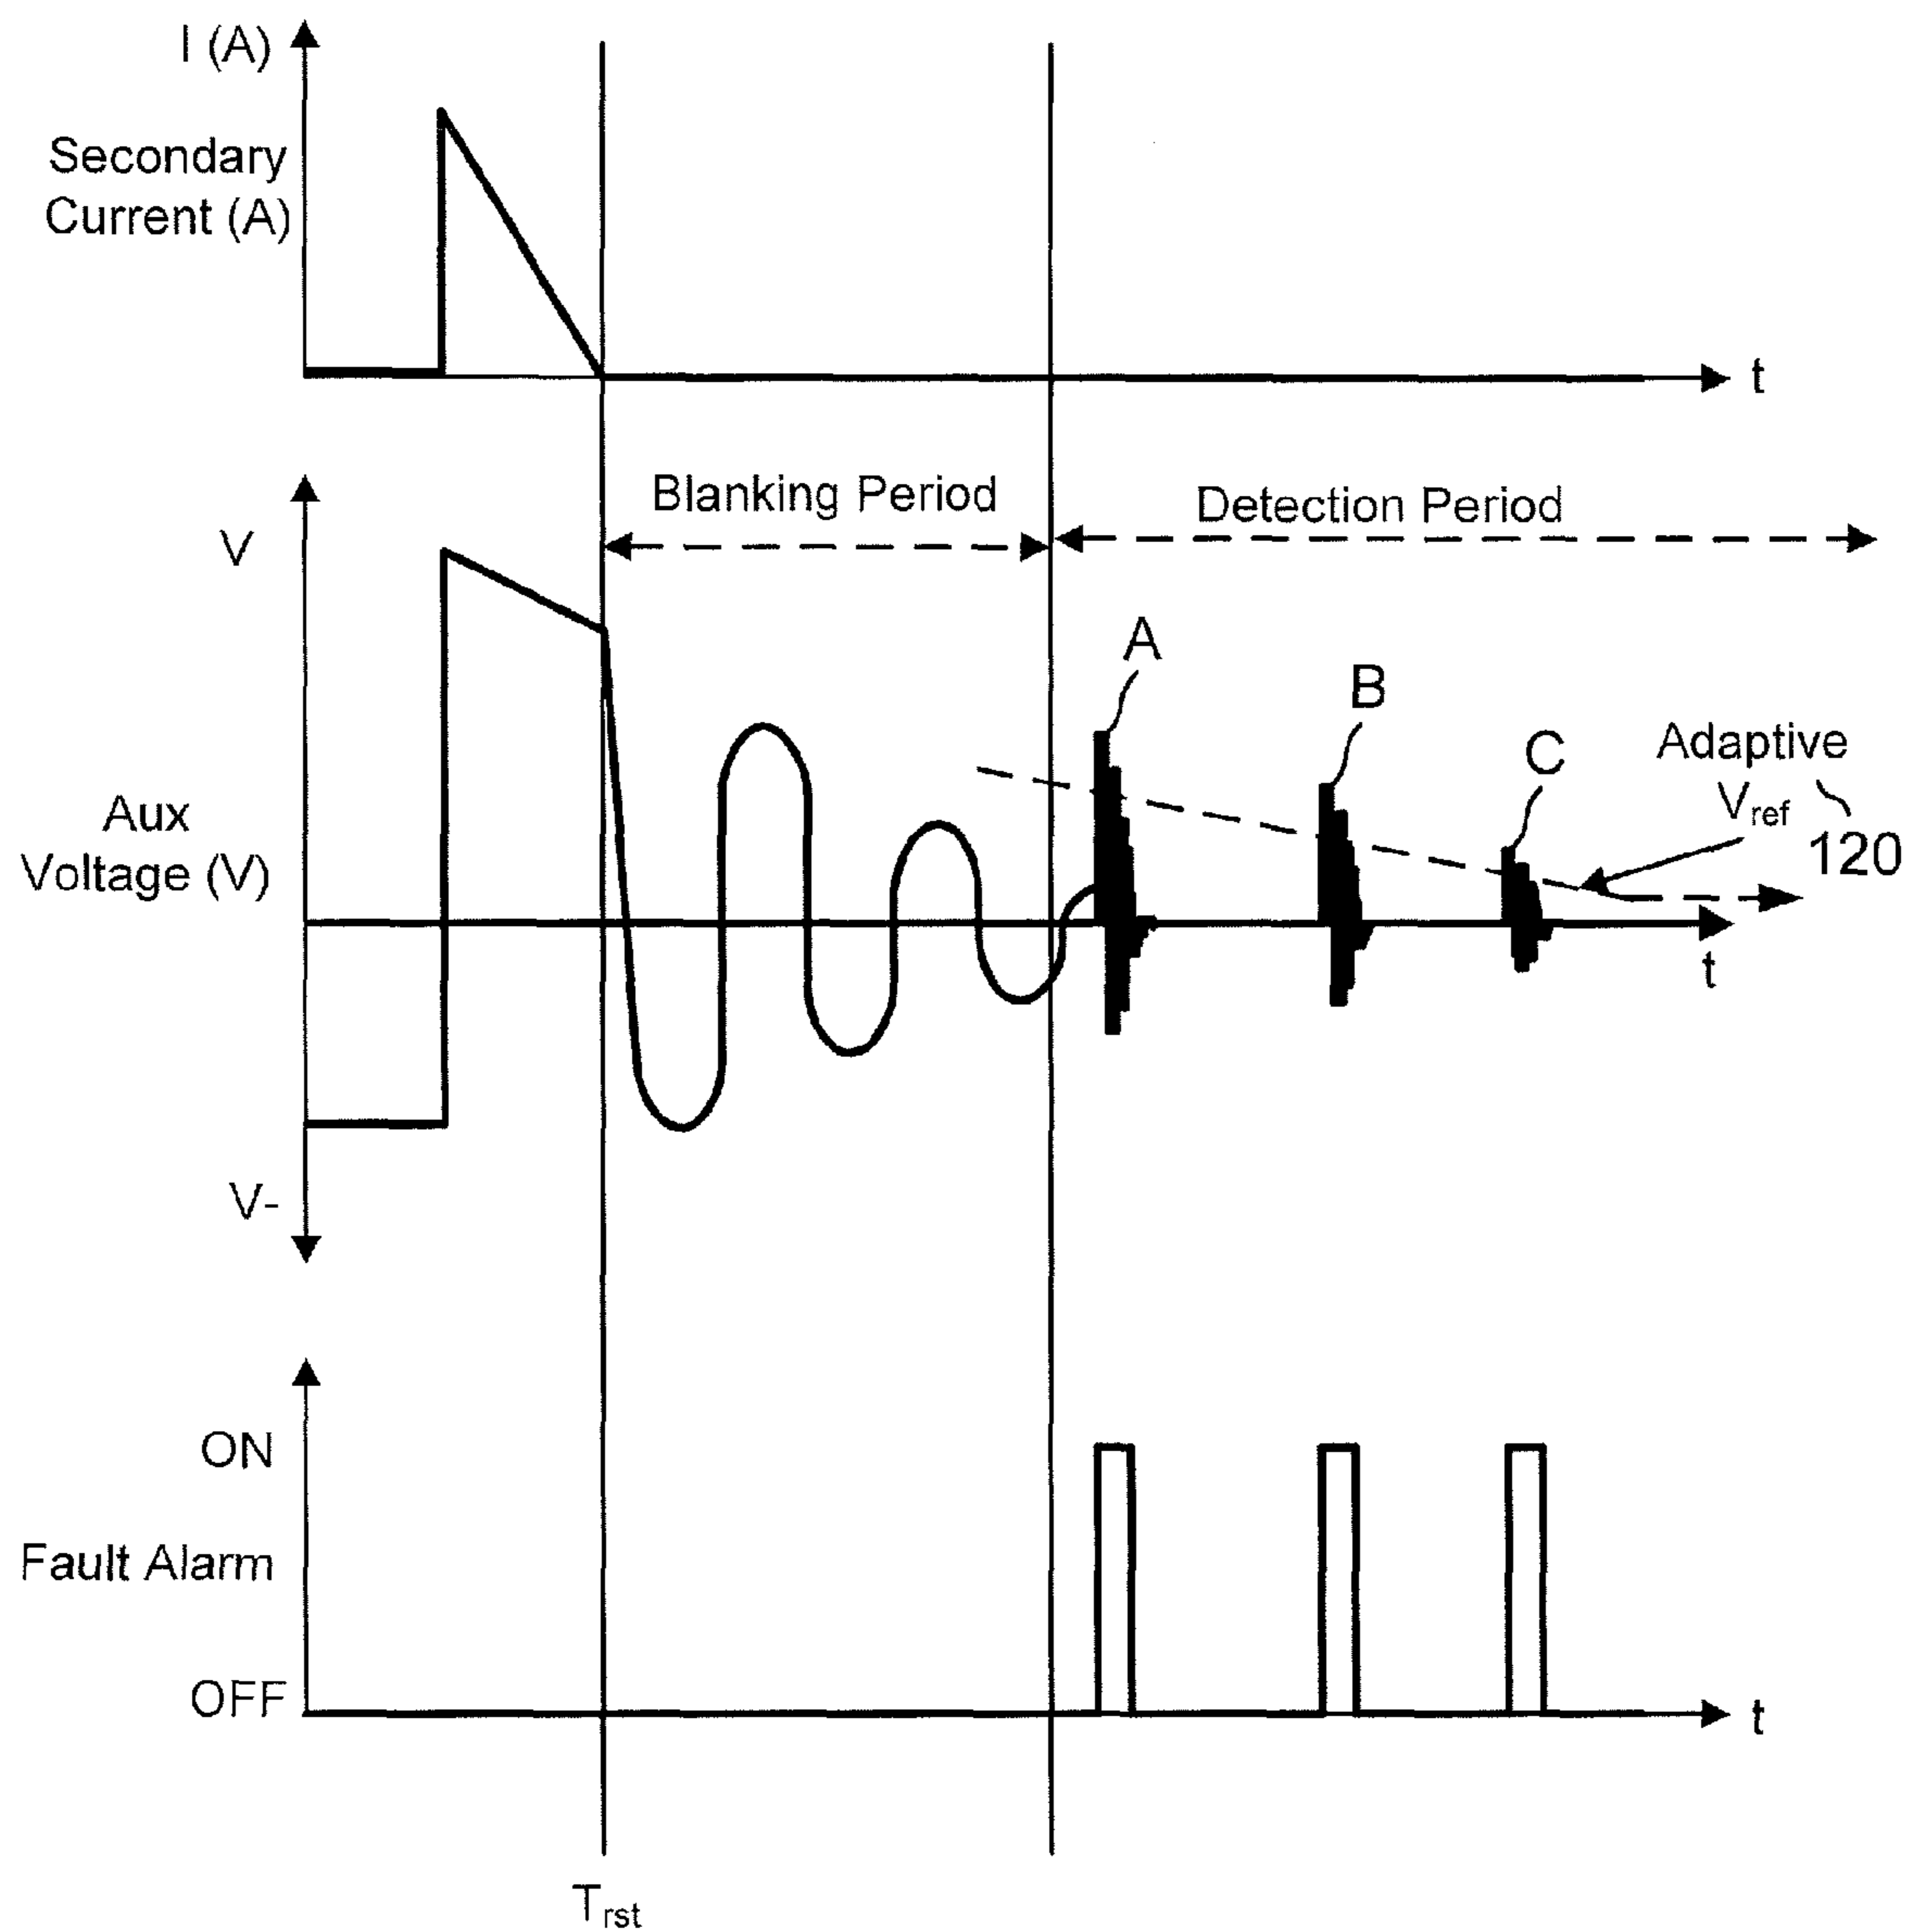 I (A)
Secondary
Current (A)
t
Blanking Period
Detection Period
V
A
B
C
Adaptive
Vref
120
Aux
Voltage (V)
t
V-
ON
Fault Alarm
OFF
t
Trst